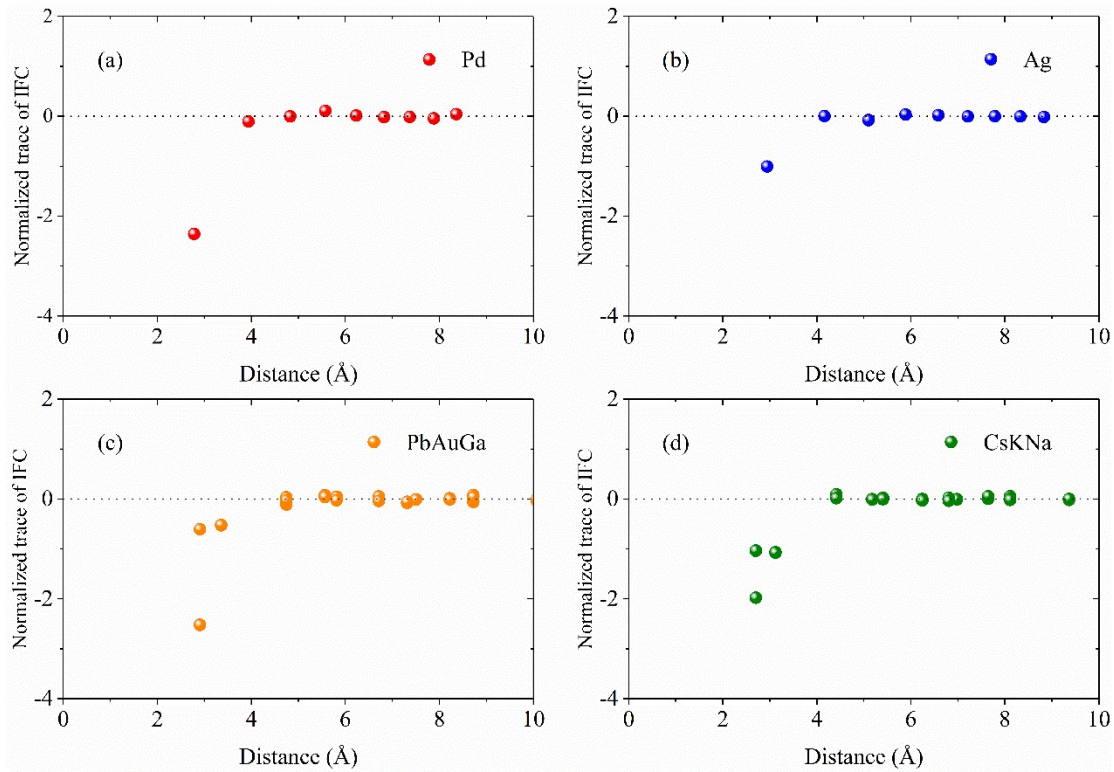 2
0
-2
-4
Normalized trace of IFC
(a)
Pd
0
2
4
6
8
10
Distance (Å)
2
0
-2
-4
Normalized trace of IFC
(b)
Ag
0
2
4
6
8
10
Distance (Å)
2
0
-2
-4
Normalized trace of IFC
(c)
PbAuGa
0
2
4
6
8
10
Distance (Å)
2
0
-2
-4
Normalized trace of IFC
(d)
CsKNa
0
2
4
6
8
10
Distance (Å)